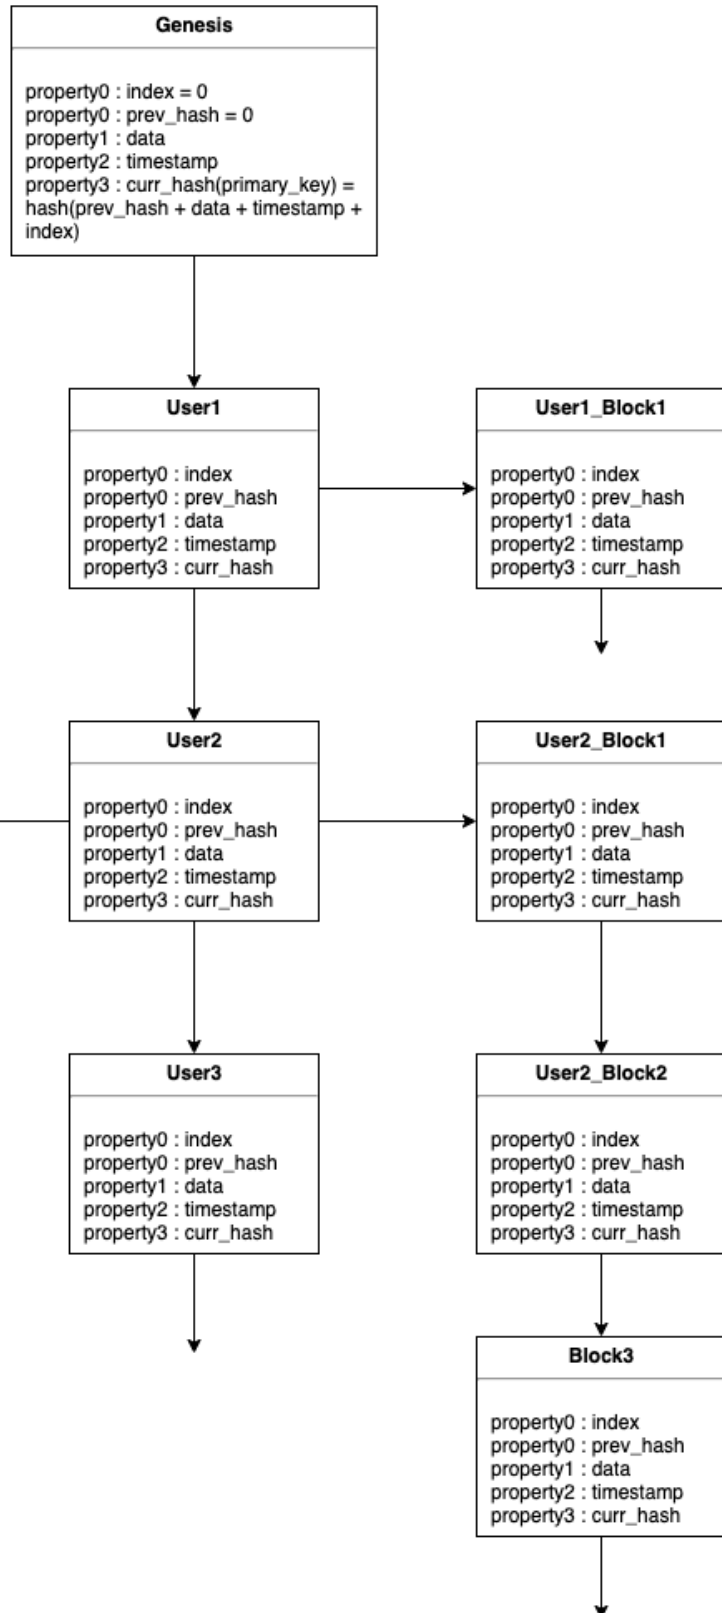 Genesis
property0 : index = 0
property0 : prev_hash = 0
property1 : data
property2 : timestamp
property3 : curr_hash(primary_key) =
hash(prev_hash + data + timestamp +
index)
User1
property0 : index
property0 : prev_hash
property1 : data
property2 : timestamp
property3 : curr_hash
User1_Block1
property0 : index
property0 : prev_hash
property1 : data
property2 : timestamp
property3 : curr_hash
User2
property0 : index
property0 : prev_hash
property1 : data
property2 : timestamp
property3 : curr_hash
User2_Block1
property0 : index
property0 : prev_hash
property1 : data
property2 : timestamp
property3 : curr_hash
User3
property0 : index
property0 : prev_hash
property1 : data
property2 : timestamp
property3 : curr_hash
User2_Block2
property0 : index
property0 : prev_hash
property1 : data
property2 : timestamp
property3 : curr_hash
Block3
property0 : index
property0 : prev_hash
property1 : data
property2 : timestamp
property3 : curr_hash